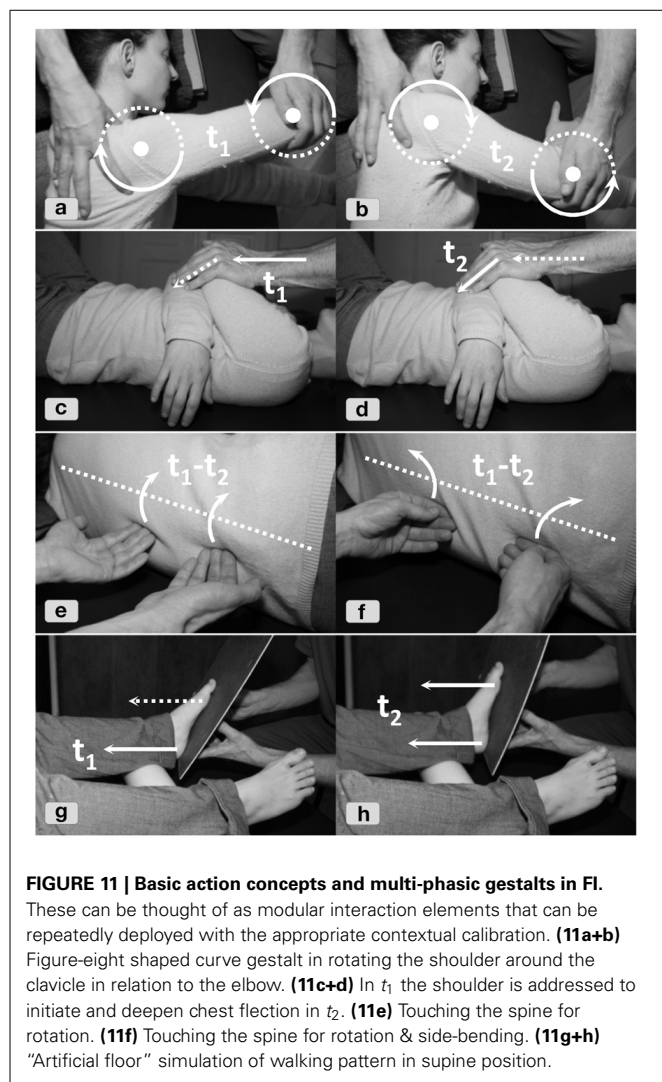 t1
a
t2
b
t1
c
t2
d
t1-t2
e
t1-t2
f
t1
g
t2
h
FIGURE 11 | Basic action concepts and multi-phasic gestalts in FI.
These can be thought of as modular interaction elements that can be
repeatedly deployed with the appropriate contextual calibration. (11a+b)
Figure-eight shaped curve gestalt in rotating the shoulder around the
clavicle in relation to the elbow. (11c+d) In t1 the shoulder is addressed to
initiate and deepen chest flection in t2. (11e) Touching the spine for
rotation. (11f) Touching the spine for rotation & side-bending. (11g+h)
"Artificial floor" simulation of walking pattern in supine position.